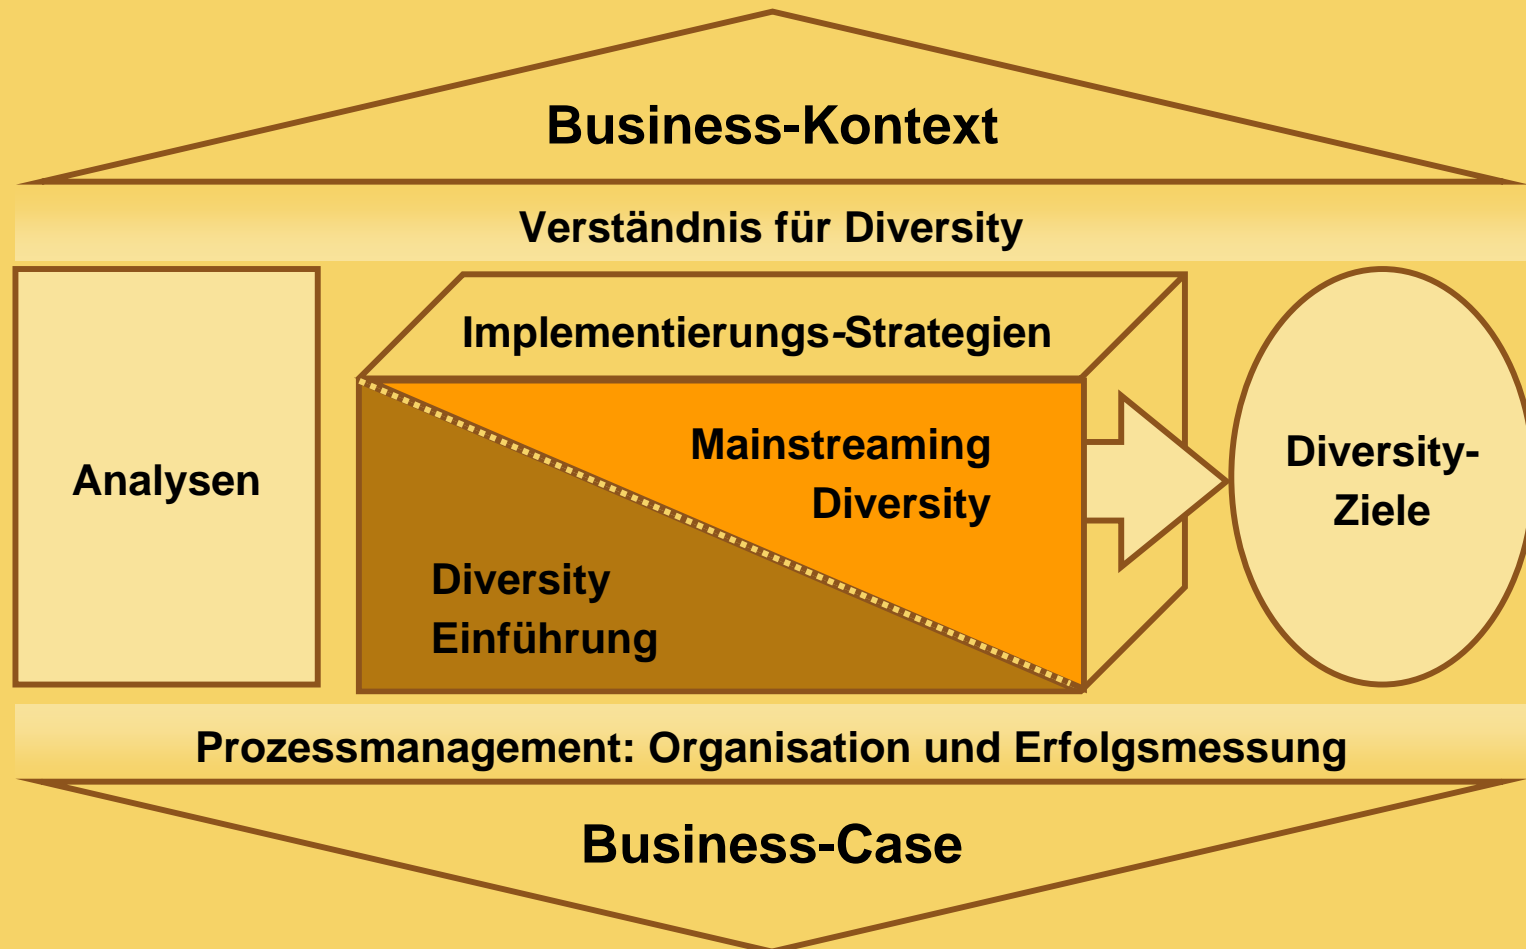 Business-Kontext
Verständnis für Diversity
Implementierungs-Strategien
Analysen
Mainstreaming
Diversity
Diversity
Einführung
Diversity-
Ziele
Prozessmanagement: Organisation und Erfolgsmessung
Business-Case